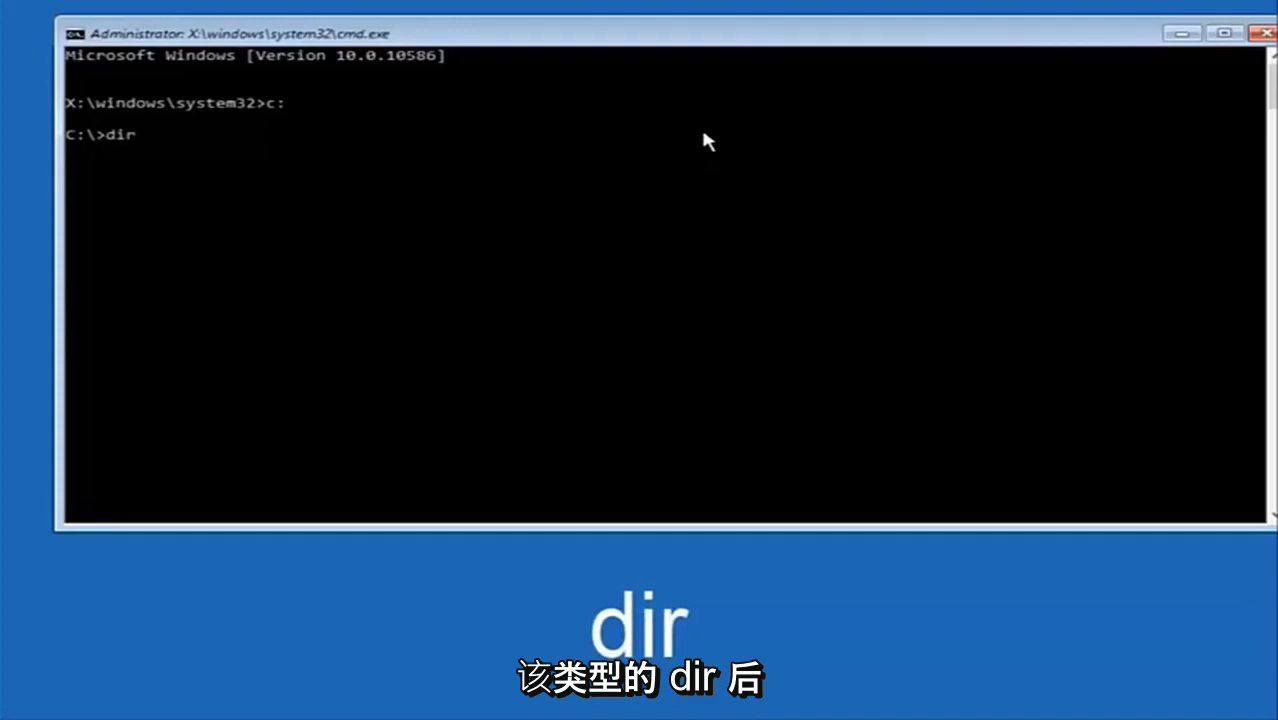 Administrator: X:\windows\system32\cmd.exe
Microsoft Windows [Version 10.0.10586]
X:\windows\system32>c:
C:\>dir
dir
该类型的 dir 后